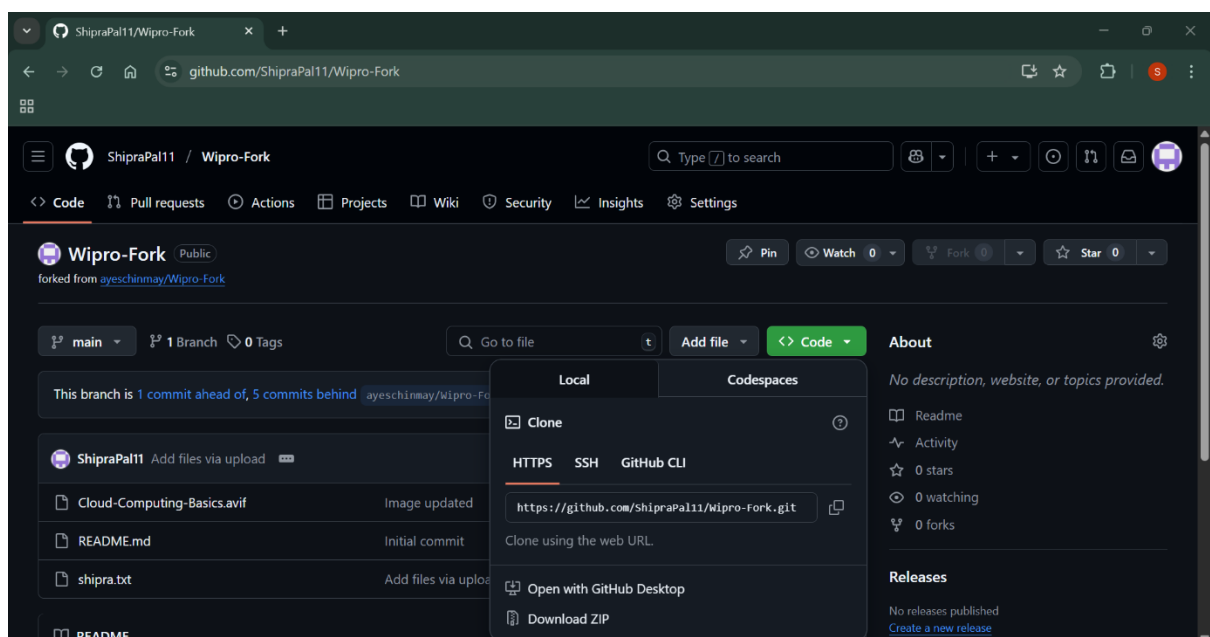 ShipraPal11/Wipro-Fork
github.com/ShipraPal11/Wipro-Fork
S
ShipraPal11 / Wipro-Fork
Type / to search
Code Pull requests Actions Projects Wiki Security Insights Settings
Wipro-Fork Public
Pin Watch 0 Fork 0 Star 0
forked from ayeschinmay/Wipro-Fork
main 1 Branch 0 Tags Go to file t Add file Code
About
Local Codespaces
No description, website, or topics provided.
This branch is 1 commit ahead of, 5 commits behind ayeschinmay/Wipro-Fo
Clone
Readme
Activity
ShipraPal11 Add files via upload
HTTPS SSH GitHub CLI
0 stars
Cloud-Computing-Basics.avif Image updated
https://github.com/ShipraPal11/Wipro-Fork.git
0 watching
0 forks
README.md Initial commit
Clone using the web URL.
shipra.txt Add files via uploa
Open with GitHub Desktop
Releases
Download ZIP
No releases published
Create a new release
README